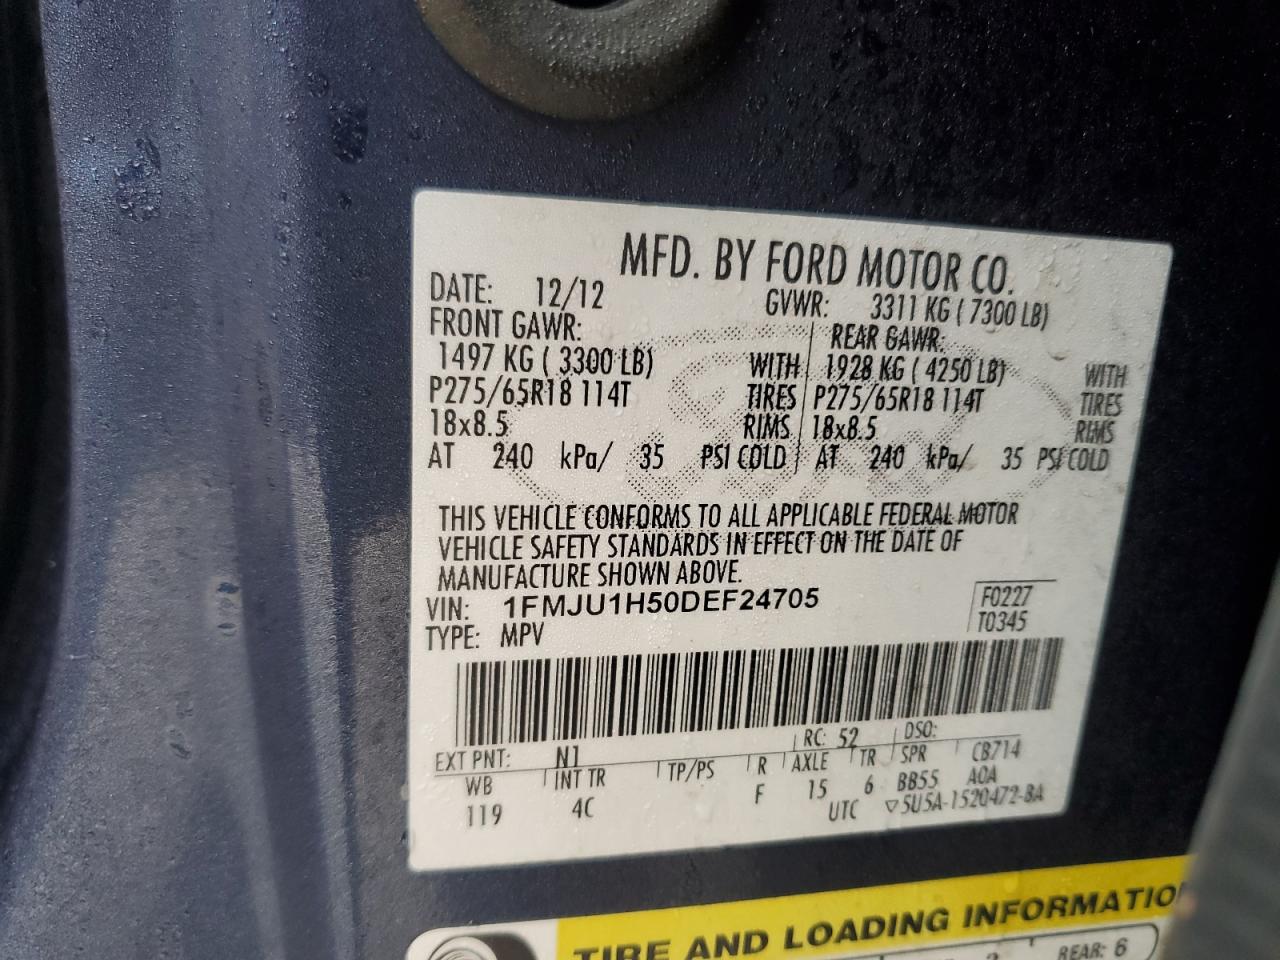 MFD. BY FORD MOTOR CO.
DATE: 12/12 GVWR: 3311 KG ( 7300 LB)
FRONT GAWR: REAR GAWR:
1497 KG ( 3300 LB) WITH 1928 KG ( 4250 LB) WITH
P275/65R18 114T TIRES P275/65R18 114T TIRES
18x8.5 RIMS 18x8.5 RIMS
AT 240 kPa/ 35 PSI COLD AT 240 kPa/ 35 PSI COLD
THIS VEHICLE CONFORMS TO ALL APPLICABLE FEDERAL MOTOR
VEHICLE SAFETY STANDARDS IN EFFECT ON THE DATE OF
MANUFACTURE SHOWN ABOVE.
VIN: 1FMJU1H50DEF24705 F0227
TYPE: MPV T0345
EXT PNT: N1 RC: 52 DSO:
WB INT TR TP/PS R AXLE TR SPR CB714
119 4C F 15 6 BB55 AOA
UTC ▽5U5A-1520472-BA
TIRE AND LOADING INFORMATIO
REAR: 6